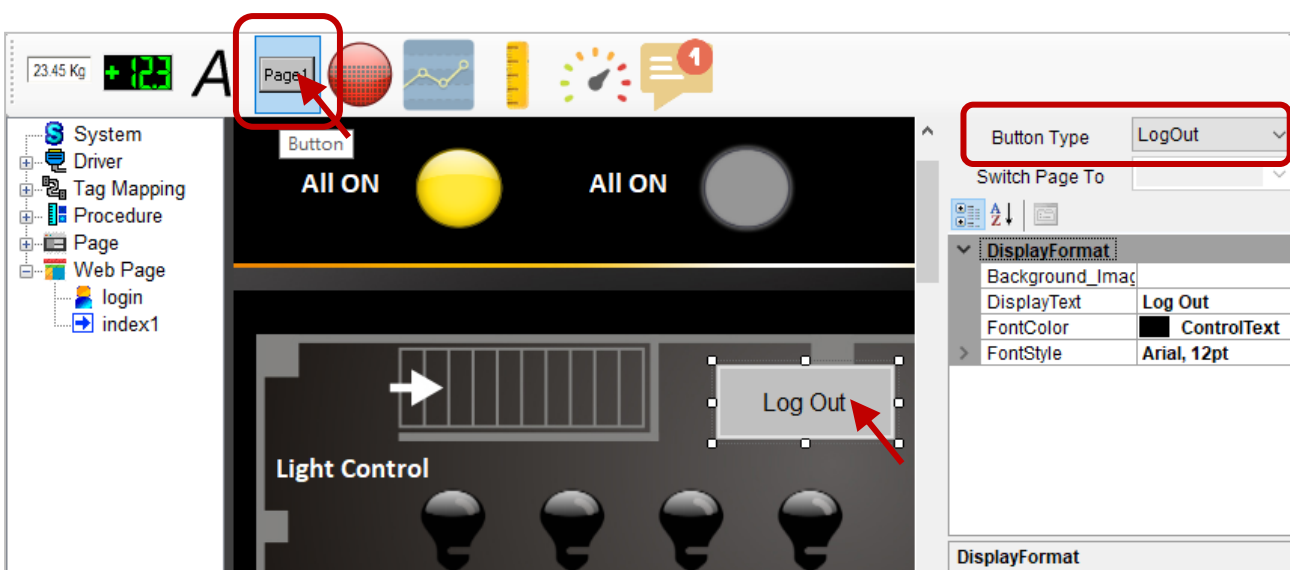 23.45 Kg
+123
A
Page1
1
Button
System
Driver
Tag Mapping
Procedure
Page
Web Page
login
index1
All ON
All ON
Log Out
Light Control
Button Type
LogOut
Switch Page To
DisplayFormat
Background_Imag
DisplayText
Log Out
FontColor
ControlText
FontStyle
Arial, 12pt
DisplayFormat